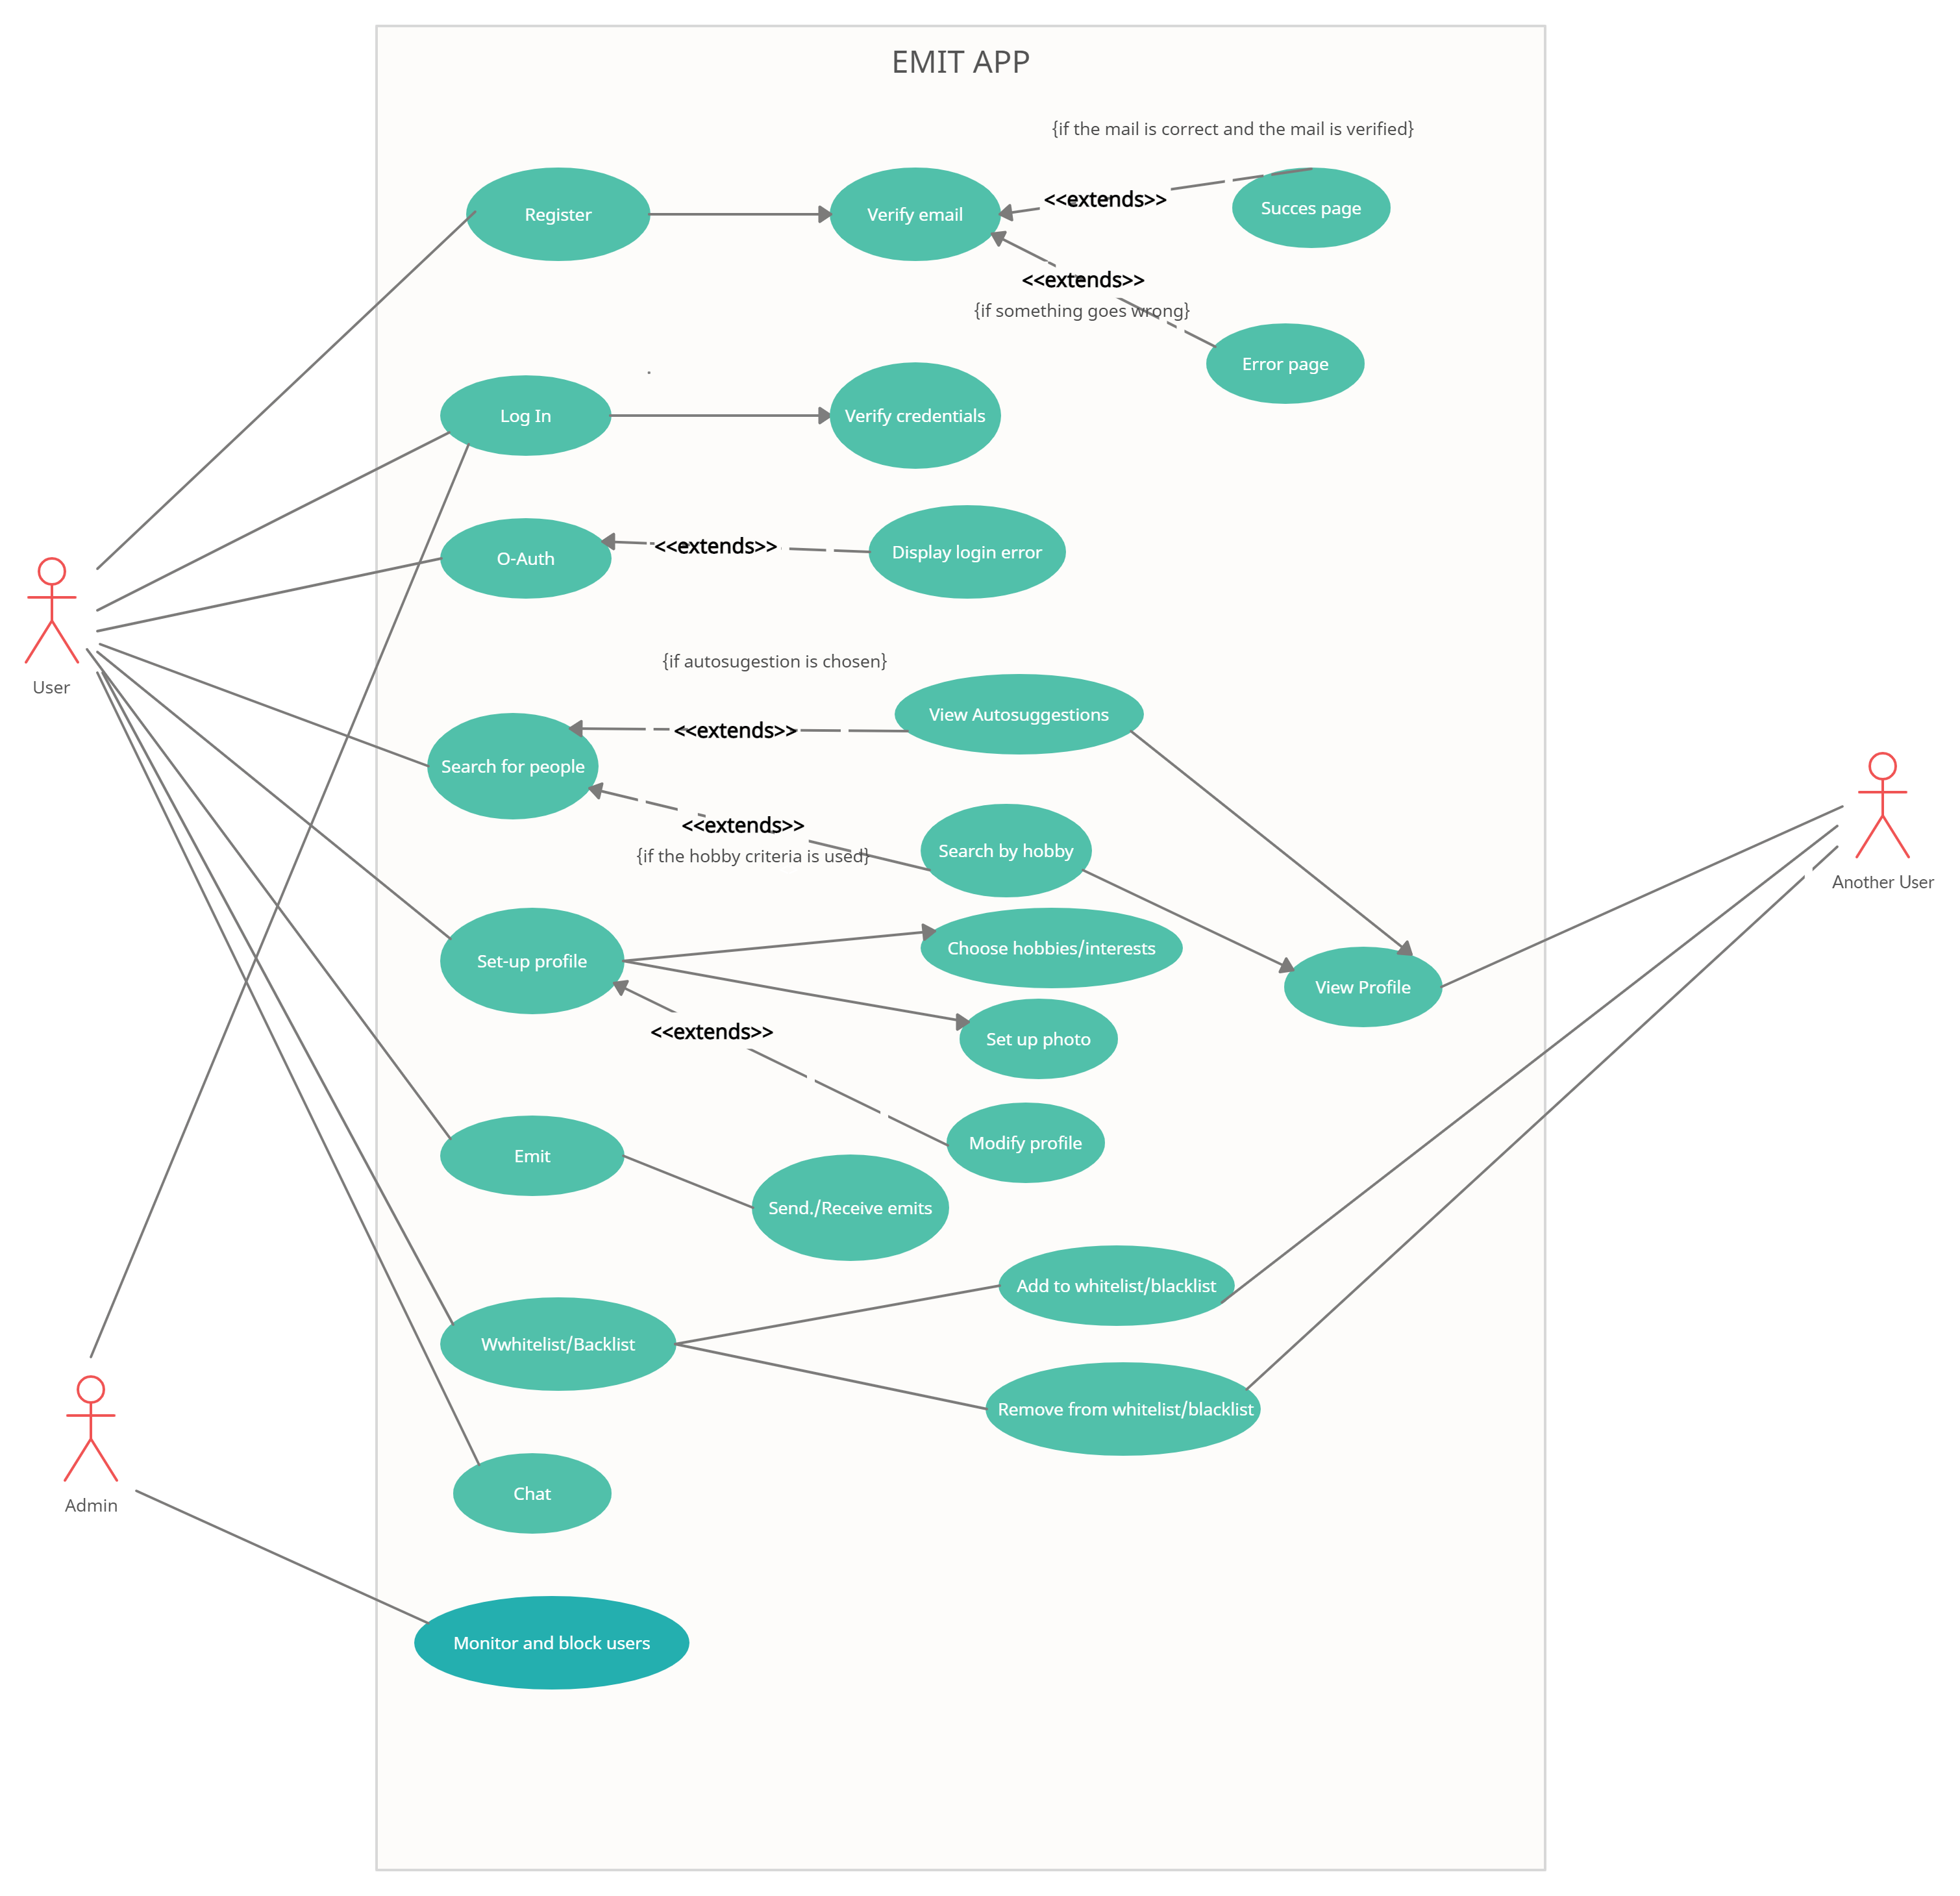 EMIT APP
{if the mail is correct and the mail is verified}
Register
Verify email
<<extends>>
Succes page
<<extends>>
{if something goes wrong}
Error page
.
Log In
Verify credentials
O-Auth
<<extends>>
Display login error
User
{if autosugestion is chosen}
View Autosuggestions
<<extends>>
Search for people
<<extends>>
{if the hobby criteria is used}
Search by hobby
Another User
Set-up profile
Choose hobbies/interests
View Profile
<<extends>>
Set up photo
Modify profile
Emit
Send./Receive emits
Add to whitelist/blacklist
Wwhitelist/Backlist
Remove from whitelist/blacklist
Chat
Admin
Monitor and block users